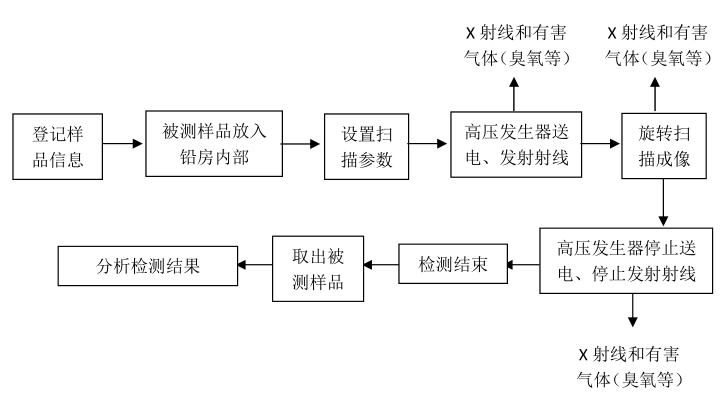 X 射线和有害
气体（臭氧等）
X 射线和有害
气体（臭氧等）
登记样
品信息
被测样品放入
铅房内部
设置扫
描参数
高压发生器送
电、发射射线
旋转扫
描成像
高压发生器停止送
电、停止发射射线
检测结束
取出被
测样品
分析检测结果
X 射线和有害
气体（臭氧等）